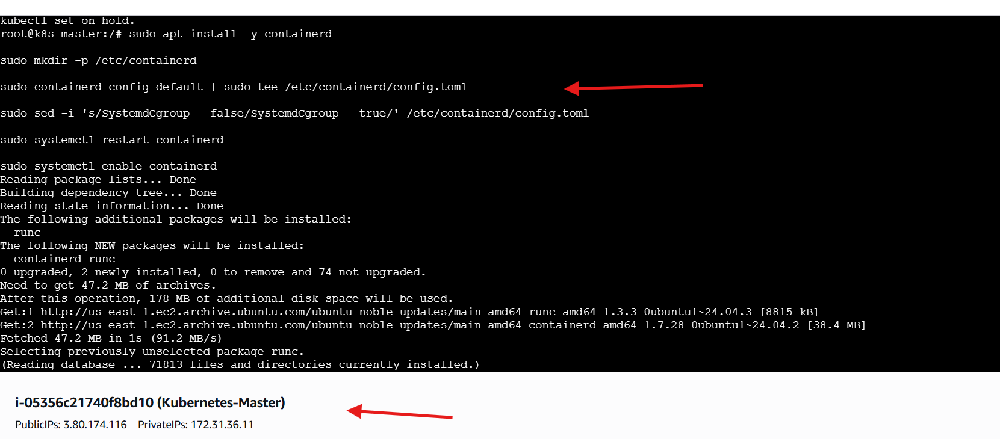 kubectl set on hold.
root@k8s-master:/# sudo apt install -y containerd
sudo mkdir -p /etc/containerd
sudo containerd config default | sudo tee /etc/containerd/config.toml
sudo sed -i 's/SystemdCgroup = false/SystemdCgroup = true/' /etc/containerd/config.toml
sudo systemctl restart containerd
sudo systemctl enable containerd
Reading package lists... Done
Building dependency tree... Done
Reading state information... Done
The following additional packages will be installed:
  runc
The following NEW packages will be installed:
  containerd runc
0 upgraded, 2 newly installed, 0 to remove and 74 not upgraded.
Need to get 47.2 MB of archives.
After this operation, 178 MB of additional disk space will be used.
Get:1 http://us-east-1.ec2.archive.ubuntu.com/ubuntu noble-updates/main amd64 runc amd64 1.3.3-0ubuntu1~24.04.3 [8815 kB]
Get:2 http://us-east-1.ec2.archive.ubuntu.com/ubuntu noble-updates/main amd64 containerd amd64 1.7.28-0ubuntu1~24.04.2 [38.4 MB]
Fetched 47.2 MB in 1s (91.2 MB/s)
Selecting previously unselected package runc.
(Reading database ... 71813 files and directories currently installed.)
i-05356c21740f8bd10 (Kubernetes-Master)
PublicIPs: 3.80.174.116 PrivateIPs: 172.31.36.11